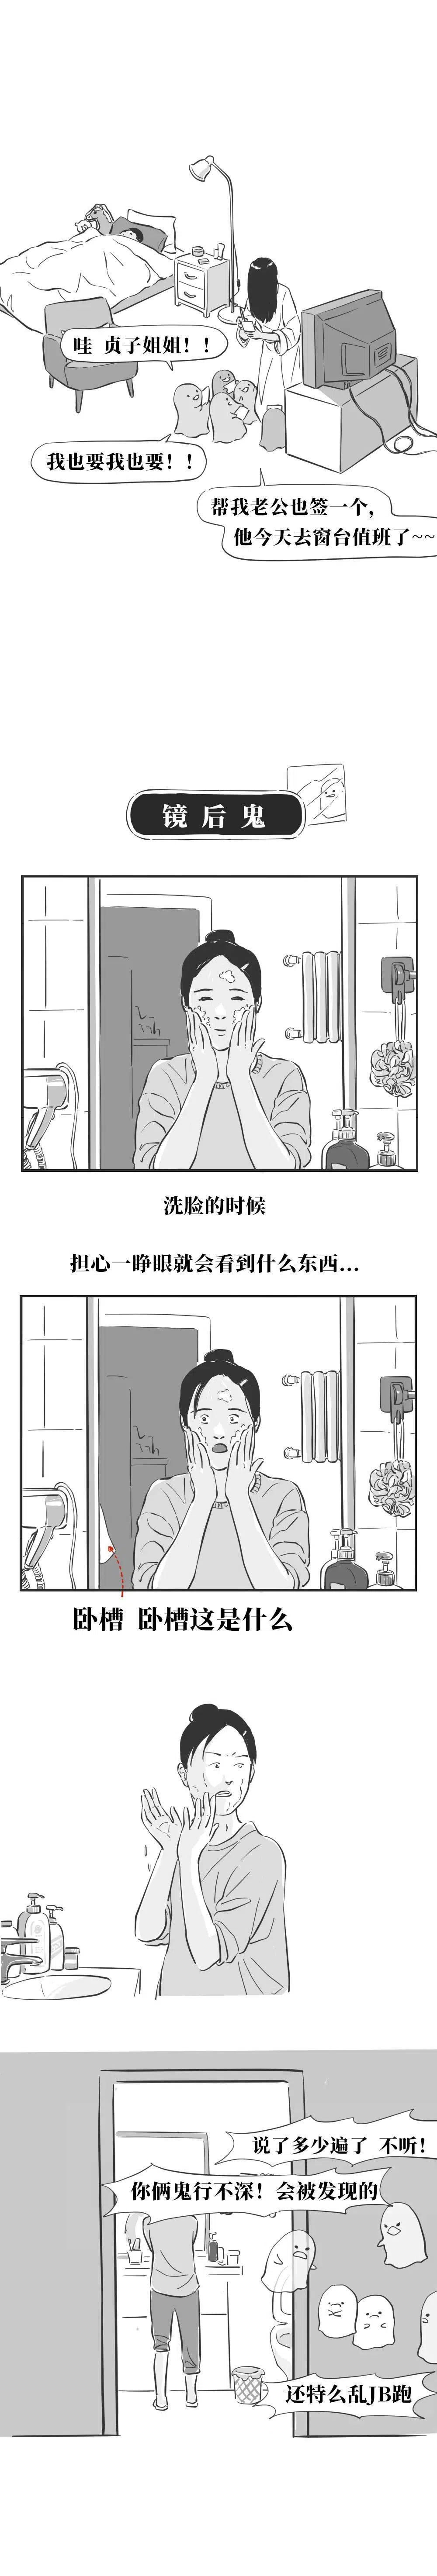 哇 贞子姐姐！！
我也要我也要！！
帮我老公也签一个，
他今天去窗台值班了~~
镜后鬼
洗脸的时候
担心一睁眼就会看到什么东西...
卧槽 卧槽这是什么
说了多少遍了 不听！
你俩鬼行不深！会被发现的
还特么乱JB跑